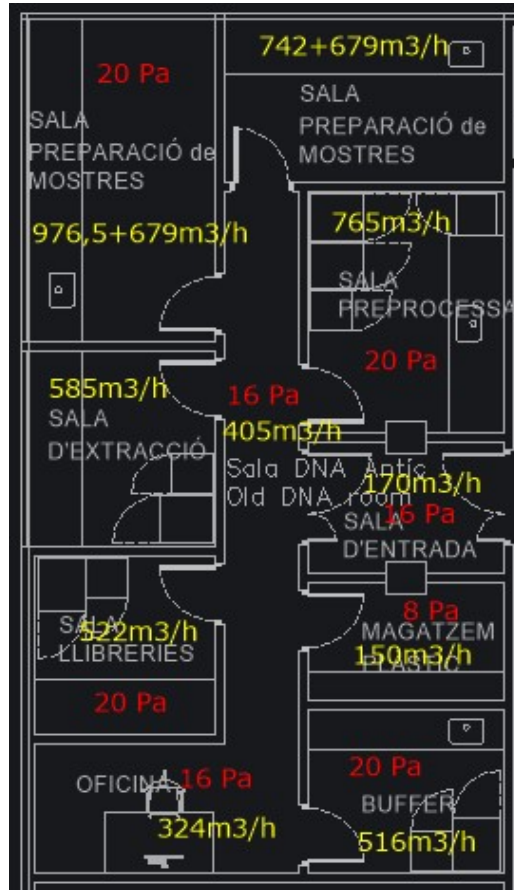 742+679m3/h
20 Pa
SALA
PREPARACIÓ de
MOSTRES
SALA
PREPARACIÓ de
MOSTRES
976,5+679m3/h
765m3/h
SALA
PREPROCESSA
20 Pa
585m3/h
SALA
D'EXTRACCIÓ
16 Pa
405m3/h
Sala DNA Antic
Old DNA room
170m3/h
16 Pa
SALA
D'ENTRADA
522m3/h
SALA
LLIBRERIES
20 Pa
8 Pa
MAGATZEM
PLASTIC
150m3/h
OFICINA
16 Pa
324m3/h
20 Pa
BUFFER
516m3/h